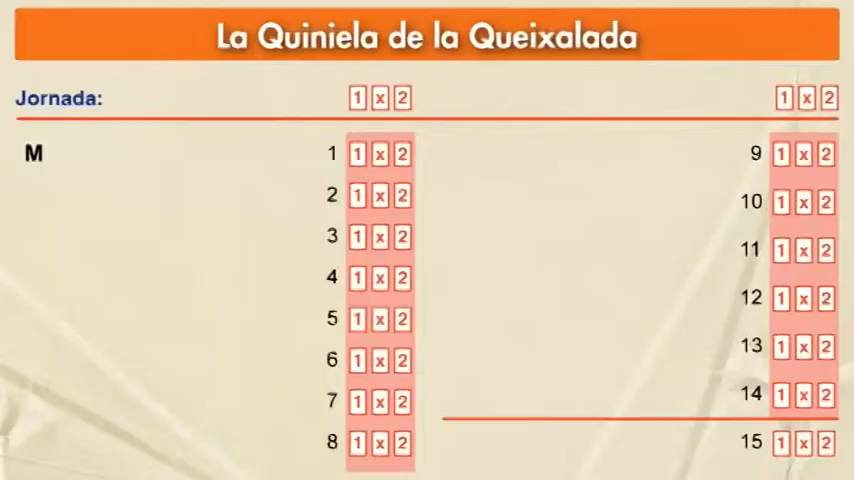 La Quiniela de la Queixalada
Jornada: 1 x 2 1 x 2
M 1 1 x 2
2 1 x 2
3 1 x 2
4 1 x 2
5 1 x 2
6 1 x 2
7 1 x 2
8 1 x 2
9 1 x 2
10 1 x 2
11 1 x 2
12 1 x 2
13 1 x 2
14 1 x 2
15 1 x 2